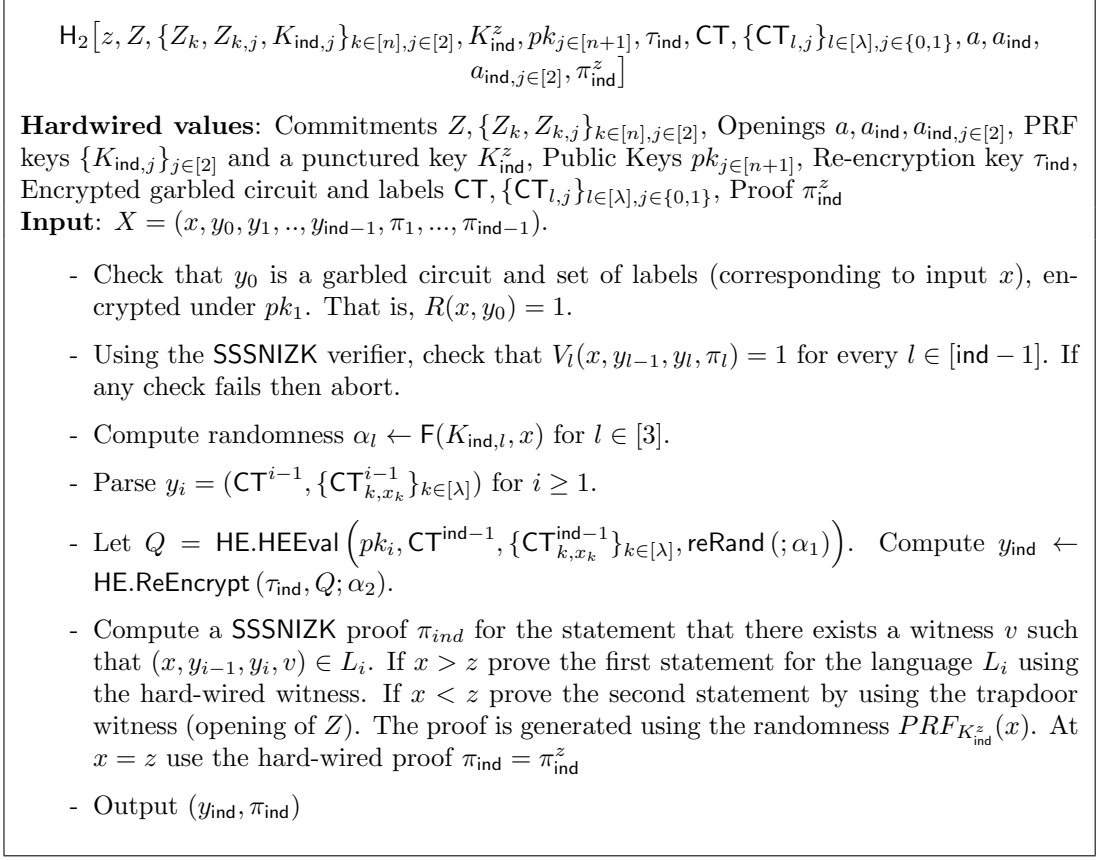 H₂[z, Z, {Z_k, Z_{k,j}, K_{ind,j}}_{k∈[n],j∈[2]}, K^z_{ind}, pk_{j∈[n+1]}, τ_{ind}, CT, {CT_{l,j}}_{l∈[λ],j∈{0,1}}, a, a_{ind},
a_{ind,j∈[2]}, π^z_{ind}]
Hardwired values: Commitments Z, {Z_k, Z_{k,j}}_{k∈[n],j∈[2]}, Openings a, a_{ind}, a_{ind,j∈[2]}, PRF
keys {K_{ind,j}}_{j∈[2]} and a punctured key K^z_{ind}, Public Keys pk_{j∈[n+1]}, Re-encryption key τ_{ind},
Encrypted garbled circuit and labels CT, {CT_{l,j}}_{l∈[λ],j∈{0,1}}, Proof π^z_{ind}
Input: X = (x, y₀, y₁, .., y_{ind−1}, π₁, ..., π_{ind−1}).
- Check that y₀ is a garbled circuit and set of labels (corresponding to input x), en-
crypted under pk₁. That is, R(x, y₀) = 1.
- Using the SSSNIZK verifier, check that V_l(x, y_{l−1}, y_l, π_l) = 1 for every l ∈ [ind − 1]. If
any check fails then abort.
- Compute randomness α_l ← F(K_{ind,l}, x) for l ∈ [3].
- Parse y_i = (CT^{i−1}, {CT^{i−1}_{k,x_k}}_{k∈[λ]}) for i ≥ 1.
- Let Q = HE.HEEval (pk_i, CT^{ind−1}, {CT^{ind−1}_{k,x_k}}_{k∈[λ]}, reRand (; α₁)). Compute y_{ind} ←
HE.ReEncrypt (τ_{ind}, Q; α₂).
- Compute a SSSNIZK proof π_{ind} for the statement that there exists a witness v such
that (x, y_{i−1}, y_i, v) ∈ L_i. If x > z prove the first statement for the language L_i using
the hard-wired witness. If x < z prove the second statement by using the trapdoor
witness (opening of Z). The proof is generated using the randomness PRF_{K^z_{ind}}(x). At
x = z use the hard-wired proof π_{ind} = π^z_{ind}
- Output (y_{ind}, π_{ind})